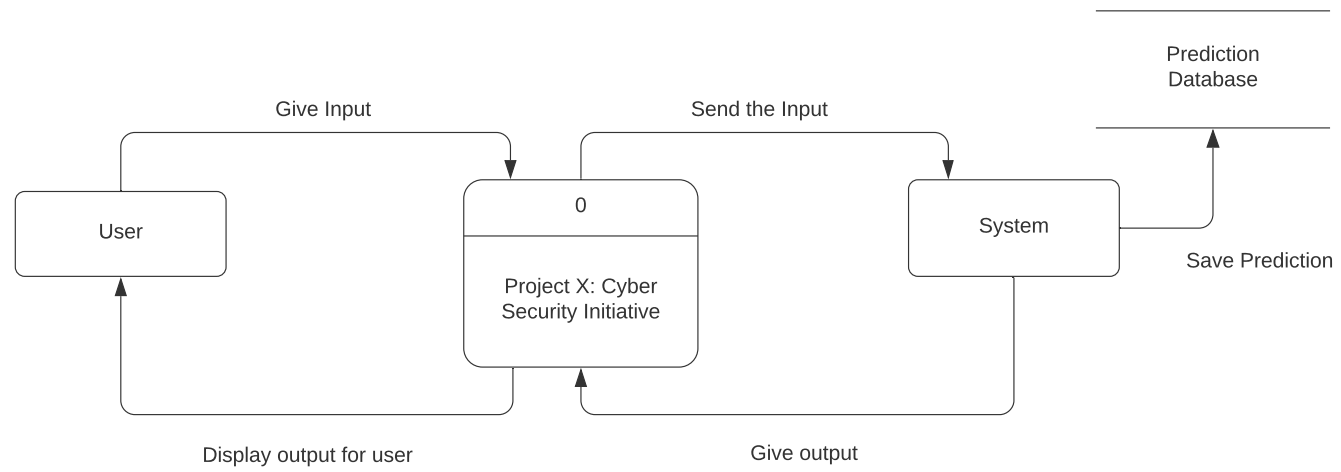 Prediction
Database
Give Input
Send the Input
0
User
System
Save Prediction
Project X: Cyber
Security Initiative
Display output for user
Give output